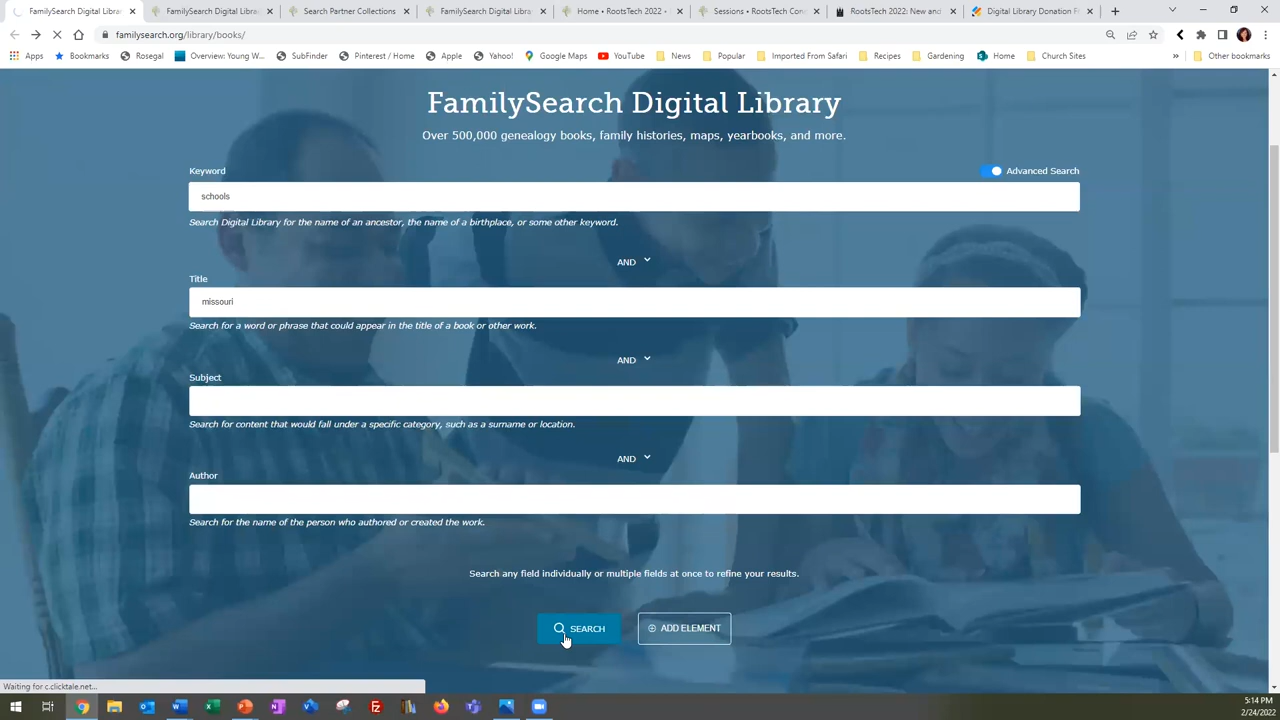 FamilySearch Digital Librar
FamilySearch Digital Libra
Search Partner Collections
FamilySearch Digital Libra
Home • RootsTech 2022 •
Sessions • RootsTech Con
RootsTech 2022: New and
Digital Library Donation F
familysearch.org/library/books/
Apps
Bookmarks
Rosegal
Overview: Young W...
SubFinder
Pinterest / Home
Apple
Yahoo!
Google Maps
YouTube
News
Popular
Imported From Safari
Recipes
Gardening
Home
Church Sites
»
Other bookmarks
FamilySearch Digital Library
Over 500,000 genealogy books, family histories, maps, yearbooks, and more.
Keyword
Advanced Search
schools
Search Digital Library for the name of an ancestor, the name of a birthplace, or some other keyword.
AND
Title
missouri
Search for a word or phrase that could appear in the title of a book or other work.
AND
Subject
Search for content that would fall under a specific category, such as a surname or location.
AND
Author
Search for the name of the person who authored or created the work.
Search any field individually or multiple fields at once to refine your results.
SEARCH
ADD ELEMENT
Waiting for c.clicktale.net...
5:14 PM
2/24/2022